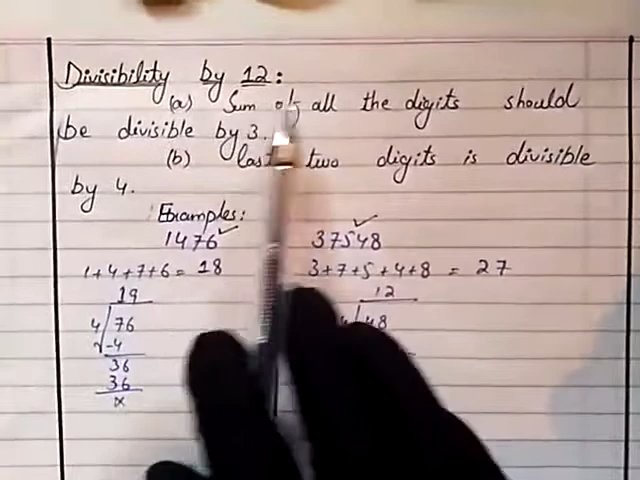 Divisibility by 12:
(a) Sum of all the digits should
be divisible by 3.
(b) last two digits is divisible
by 4.
Examples:
1476✓ 37548✓
1+4+7+6= 18 3+7+5+4+8 = 27
19 12
4 76 48
-4
36
36
x